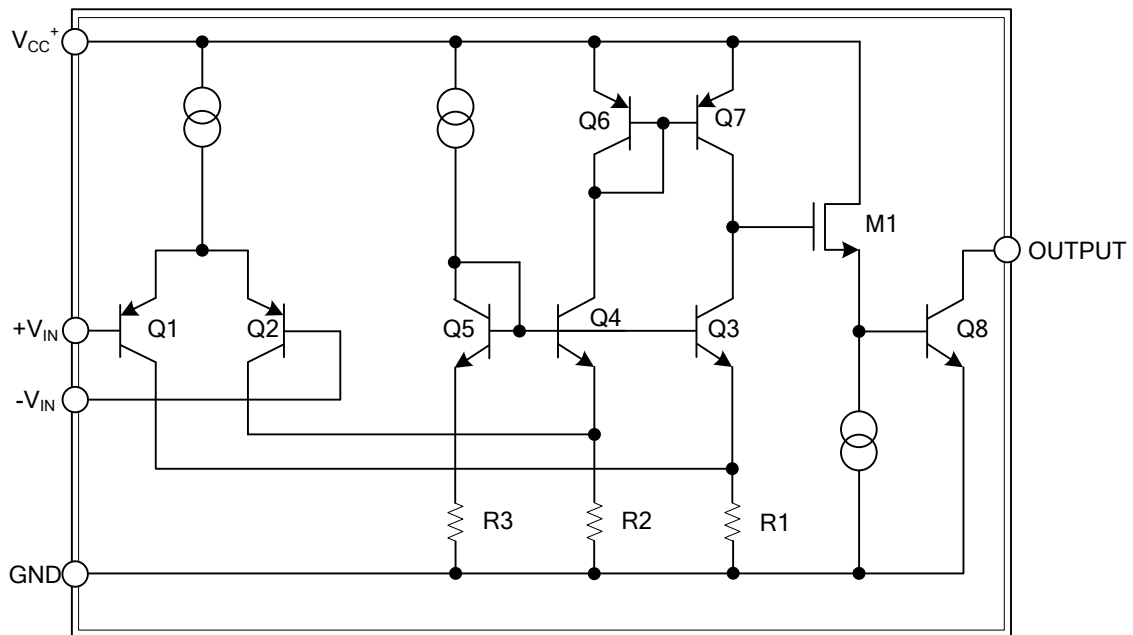 VCC+
Q6 Q7
M1
OUTPUT
+VIN Q1 Q2 Q5 Q4 Q3 Q8
-VIN
R3 R2 R1
GND